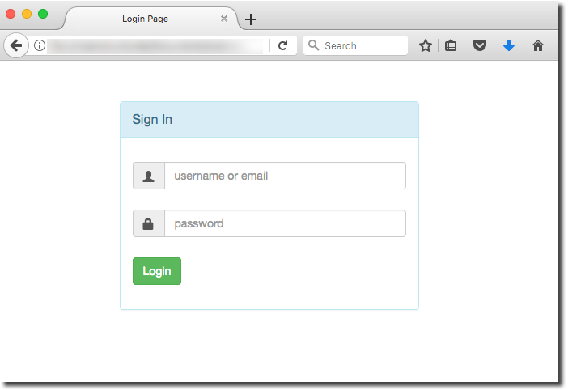 Login Page
Search
Sign In
username or email
password
Login